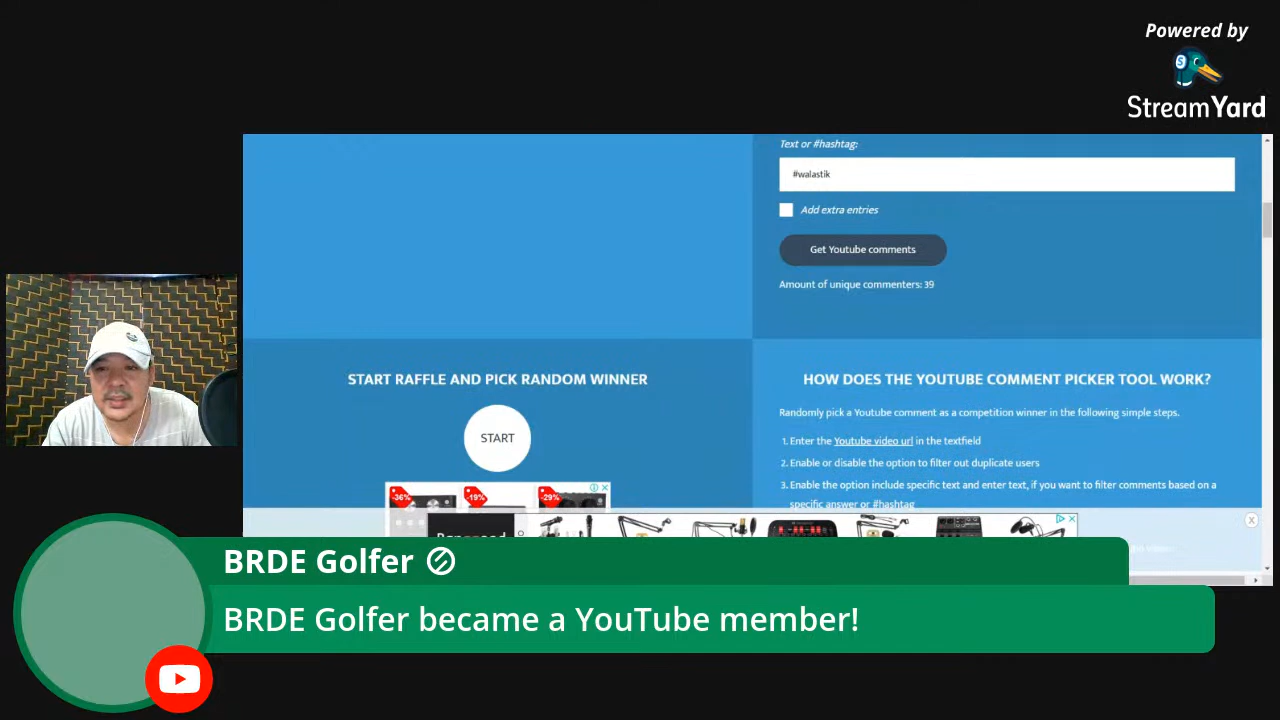 Powered by
StreamYard
Text or #hashtag:
#walastik
Add extra entries
Get Youtube comments
Amount of unique commenters: 39
START RAFFLE AND PICK RANDOM WINNER
START
-36%
-19%
-29%
HOW DOES THE YOUTUBE COMMENT PICKER TOOL WORK?
Randomly pick a Youtube comment as a competition winner in the following simple steps.
1. Enter the Youtube video url in the textfield
2. Enable or disable the option to filter out duplicate users
3. Enable the option include specific text and enter text, if you want to filter comments based on a
specific answer or #hashtag
BRDE Golfer
BRDE Golfer became a YouTube member!